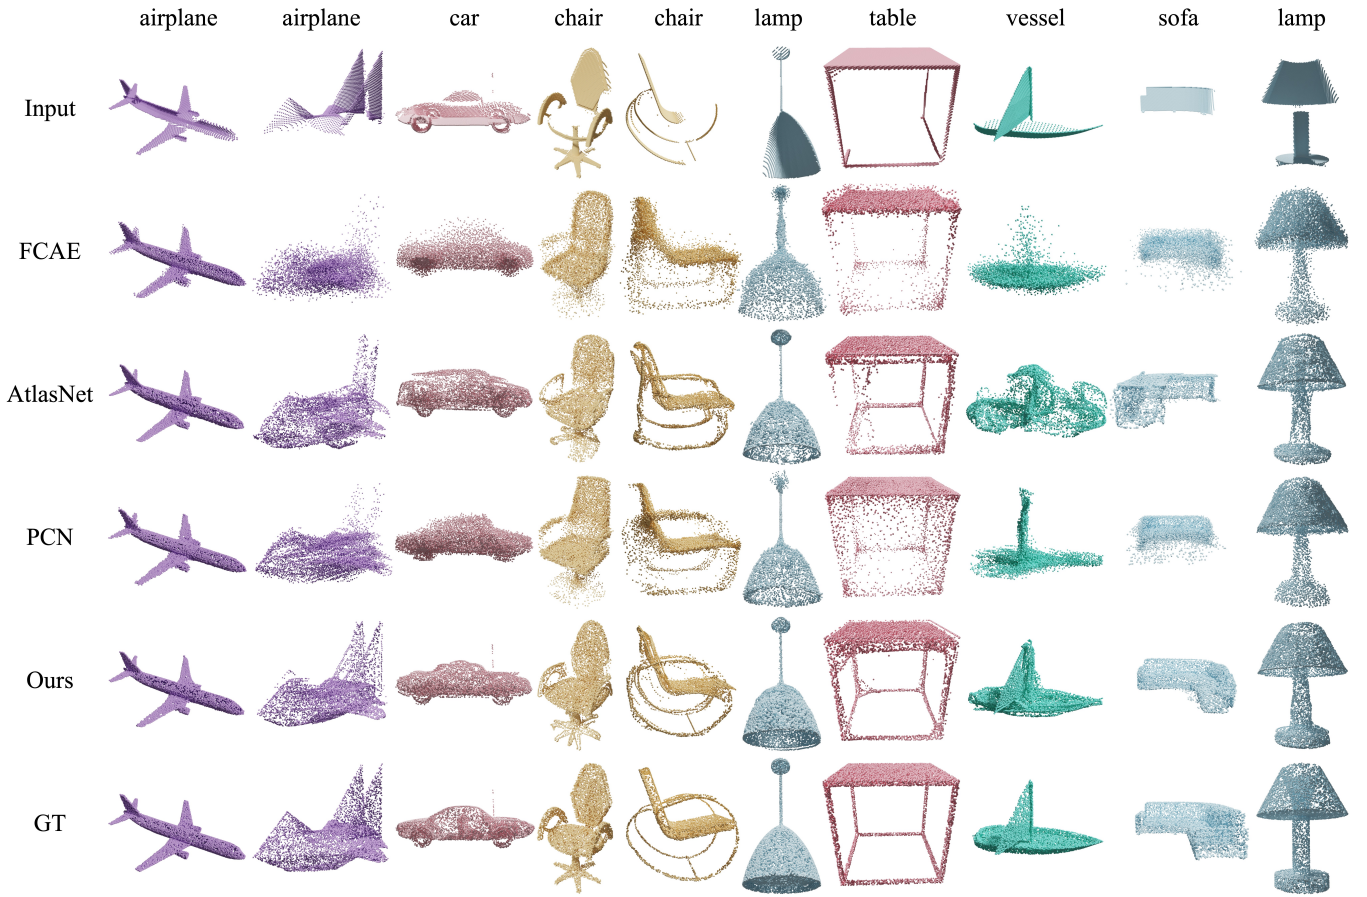 airplane airplane car chair chair lamp table vessel sofa lamp
Input
FCAE
AtlasNet
PCN
Ours
GT